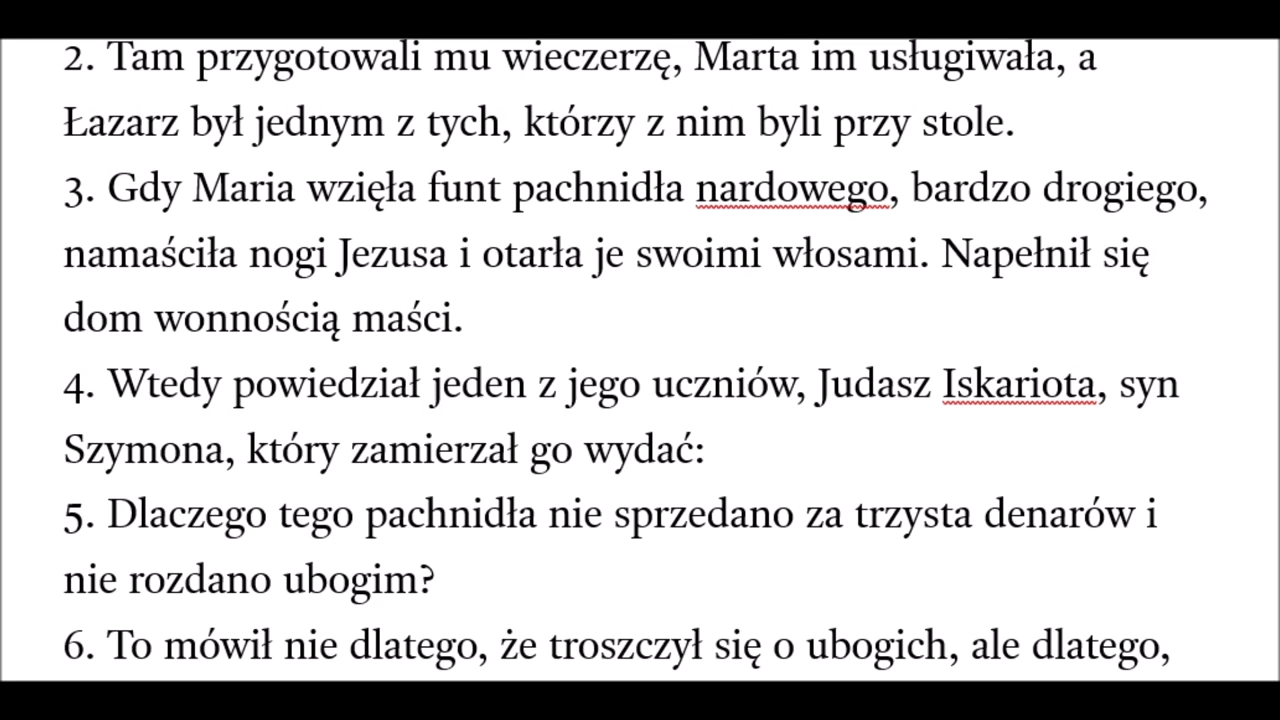 2. Tam przygotowali mu wieczerzę, Marta im usługiwała, a
Łazarz był jednym z tych, którzy z nim byli przy stole.
3. Gdy Maria wzięła funt pachnidła nardowego, bardzo drogiego,
namaściła nogi Jezusa i otarła je swoimi włosami. Napełnił się
dom wonnością maści.
4. Wtedy powiedział jeden z jego uczniów, Judasz Iskariota, syn
Szymona, który zamierzał go wydać:
5. Dlaczego tego pachnidła nie sprzedano za trzysta denarów i
nie rozdano ubogim?
6. To mówił nie dlatego, że troszczył się o ubogich, ale dlatego,